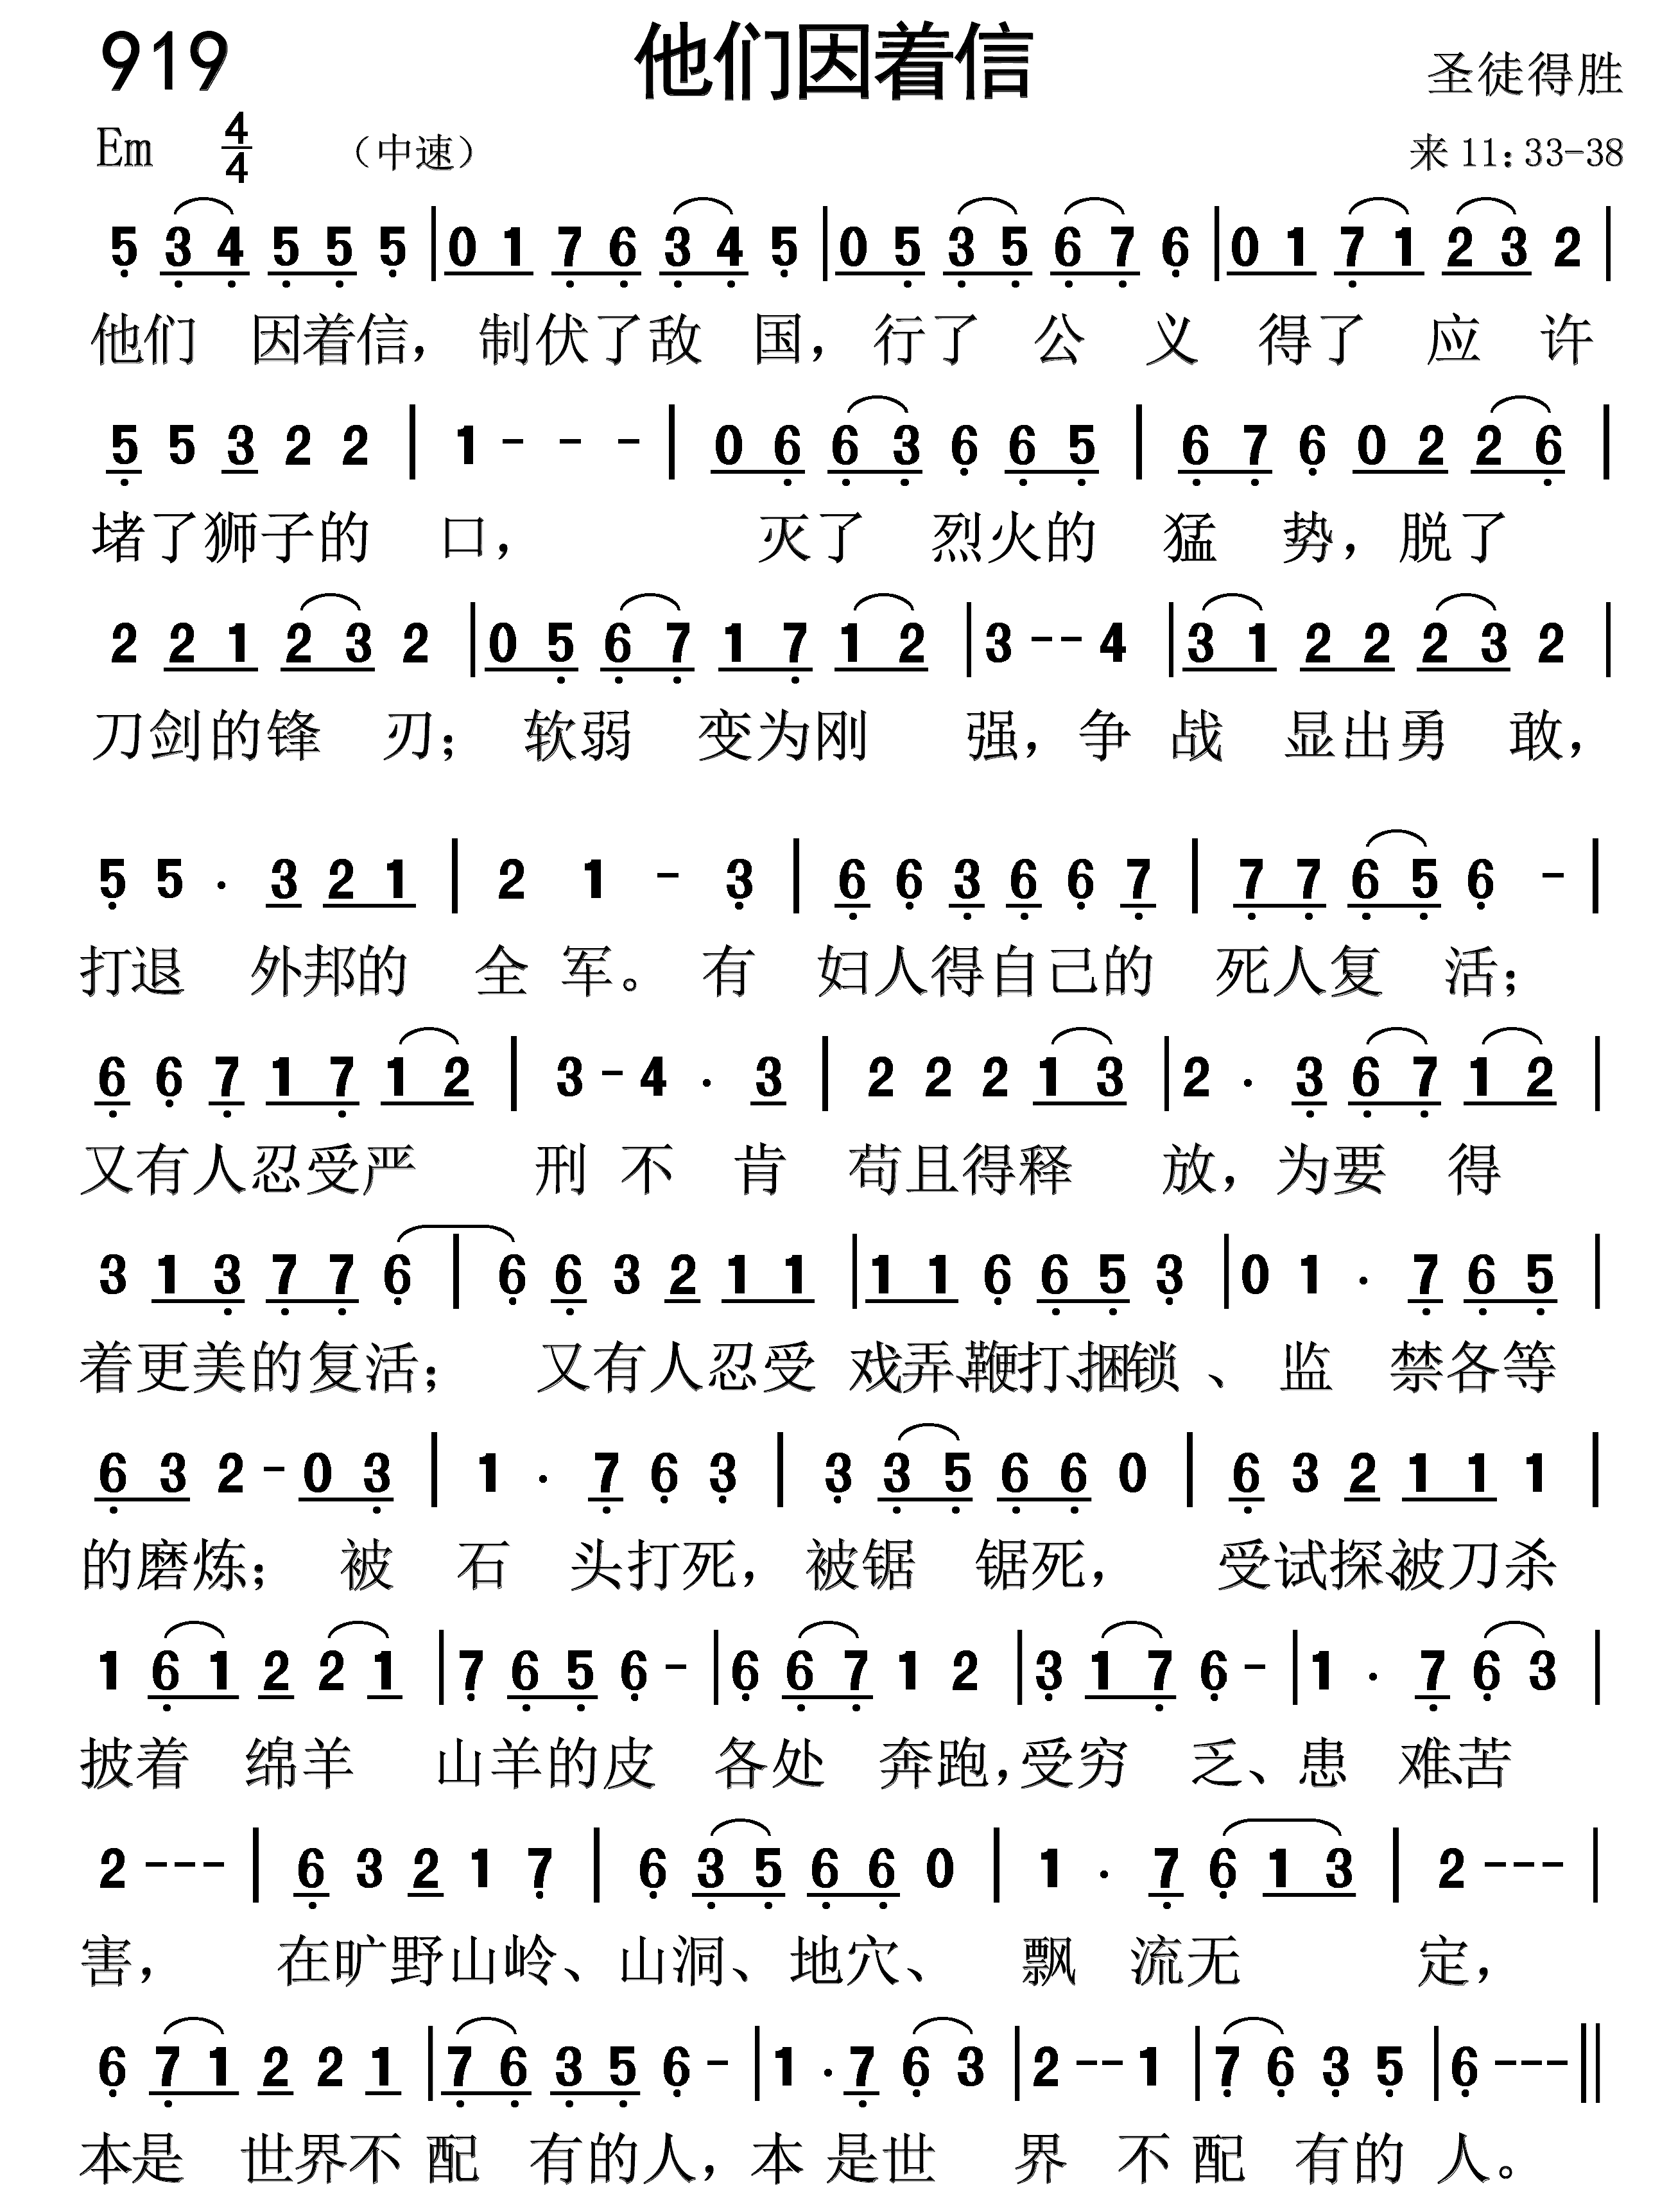 919 他们因着信 圣徒得胜
Em 4/4 （中速） 来11:33-38
5 3 4 5 5 5 | 0 1 7 6 3 4 5 | 0 5 3 5 6 7 6 | 0 1 7 1 2 3 2 |
他们 因着信， 制伏了敌 国， 行了 公 义 得了 应 许
5 5 3 2 2 | 1 - - - | 0 6 6 3 6 6 5 | 6 7 6 0 2 2 6 |
堵了狮子的 口， 灭了 烈火的 猛 势，脱了
2 2 1 2 3 2 | 0 5 6 7 1 7 1 2 | 3 - - 4 | 3 1 2 2 2 3 2 |
刀剑的锋 刃； 软弱 变为刚 强，争 战 显出勇 敢，
5 5 . 3 2 1 | 2 1 - 3 | 6 6 3 6 6 7 | 7 7 6 5 6 - |
打退 外邦的 全 军。 有 妇人得自己的 死人复 活；
6 6 7 1 7 1 2 | 3 - 4 . 3 | 2 2 2 1 3 | 2 . 3 6 7 1 2 |
又有人忍受严 刑 不 肯 苟且得释 放，为要 得
3 1 3 7 7 6 | 6 6 3 2 1 1 | 1 1 6 6 5 3 | 0 1 . 7 6 5 |
着更美的复活； 又有人忍受 戏弄、鞭打、捆锁 、 监 禁各等
6 3 2 - 0 3 | 1 . 7 6 3 | 3 3 5 6 6 0 | 6 3 2 1 1 1 |
的磨炼； 被 石 头打死， 被锯 锯死， 受试探、被刀杀
1 6 1 2 2 1 | 7 6 5 6 - | 6 6 7 1 2 | 3 1 7 6 - | 1 . 7 6 3 |
披着 绵羊 山羊的皮 各处 奔跑，受穷 乏、患 难、苦
2 - - - | 6 3 2 1 7 | 6 3 5 6 6 0 | 1 . 7 6 1 3 | 2 - - - |
害， 在旷野山岭、山洞、地穴、 飘 流无 定，
6 7 1 2 2 1 | 7 6 3 5 6 - | 1 . 7 6 3 | 2 - - 1 | 7 6 3 5 | 6 - - - ||
本是 世界不 配 有的人，本 是世 界 不 配 有的 人。